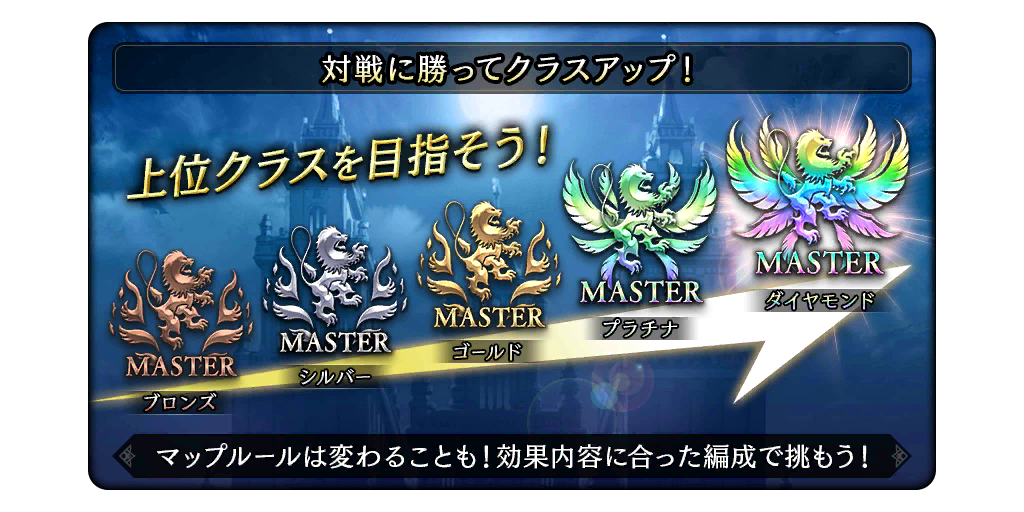 対戦に勝ってクラスアップ!
上位クラスを目指そう!
MASTER
ブロンズ
MASTER
シルバー
MASTER
ゴールド
MASTER
プラチナ
MASTER
ダイヤモンド
マップルールは変わることも!効果内容に合った編成で挑もう!